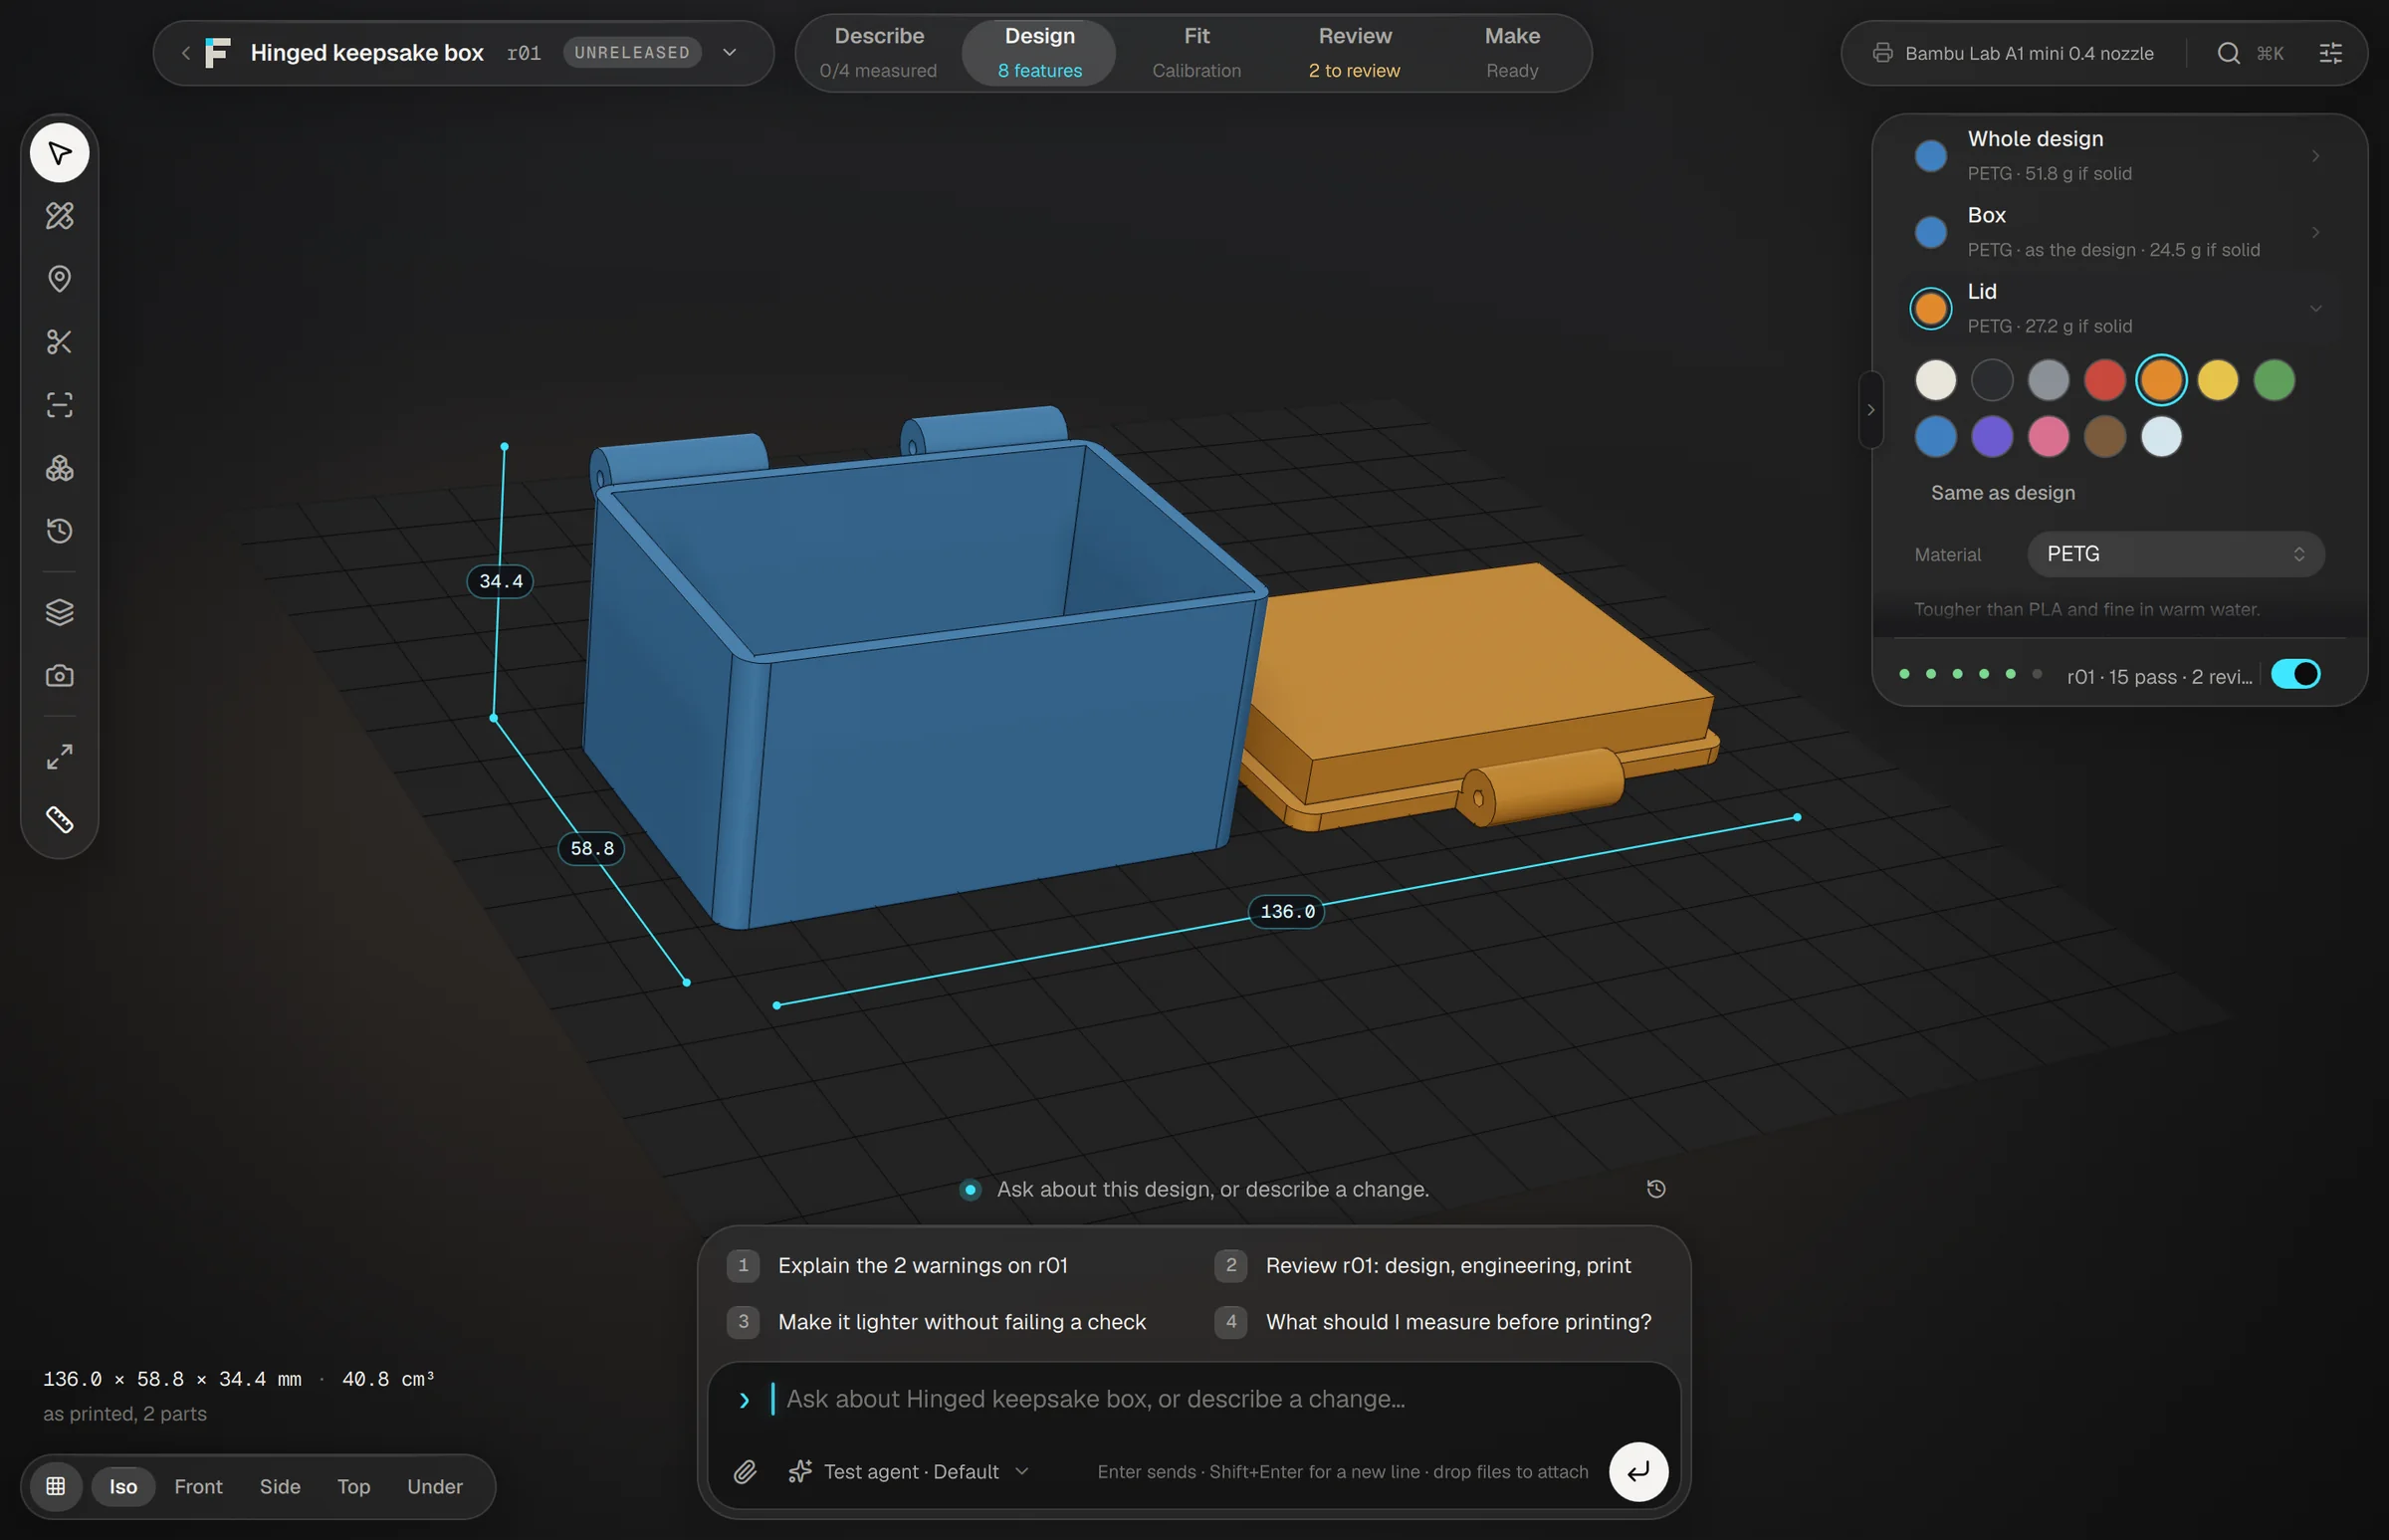 Hinged keepsake box r01 UNRELEASED
Describe
0/4 measured
Design
8 features
Fit
Calibration
Review
2 to review
Make
Ready
Bambu Lab A1 mini 0.4 nozzle ⌘K
Whole design
PETG · 51.8 g if solid
Box
PETG · as the design · 24.5 g if solid
Lid
PETG · 27.2 g if solid
Same as design
Material PETG
Tougher than PLA and fine in warm water.
r01 · 15 pass · 2 revi...
34.4
58.8
136.0
Ask about this design, or describe a change.
1 Explain the 2 warnings on r01
2 Review r01: design, engineering, print
3 Make it lighter without failing a check
4 What should I measure before printing?
Ask about Hinged keepsake box, or describe a change...
Test agent · Default
Enter sends · Shift+Enter for a new line · drop files to attach
136.0 × 58.8 × 34.4 mm · 40.8 cm³
as printed, 2 parts
Iso Front Side Top Under